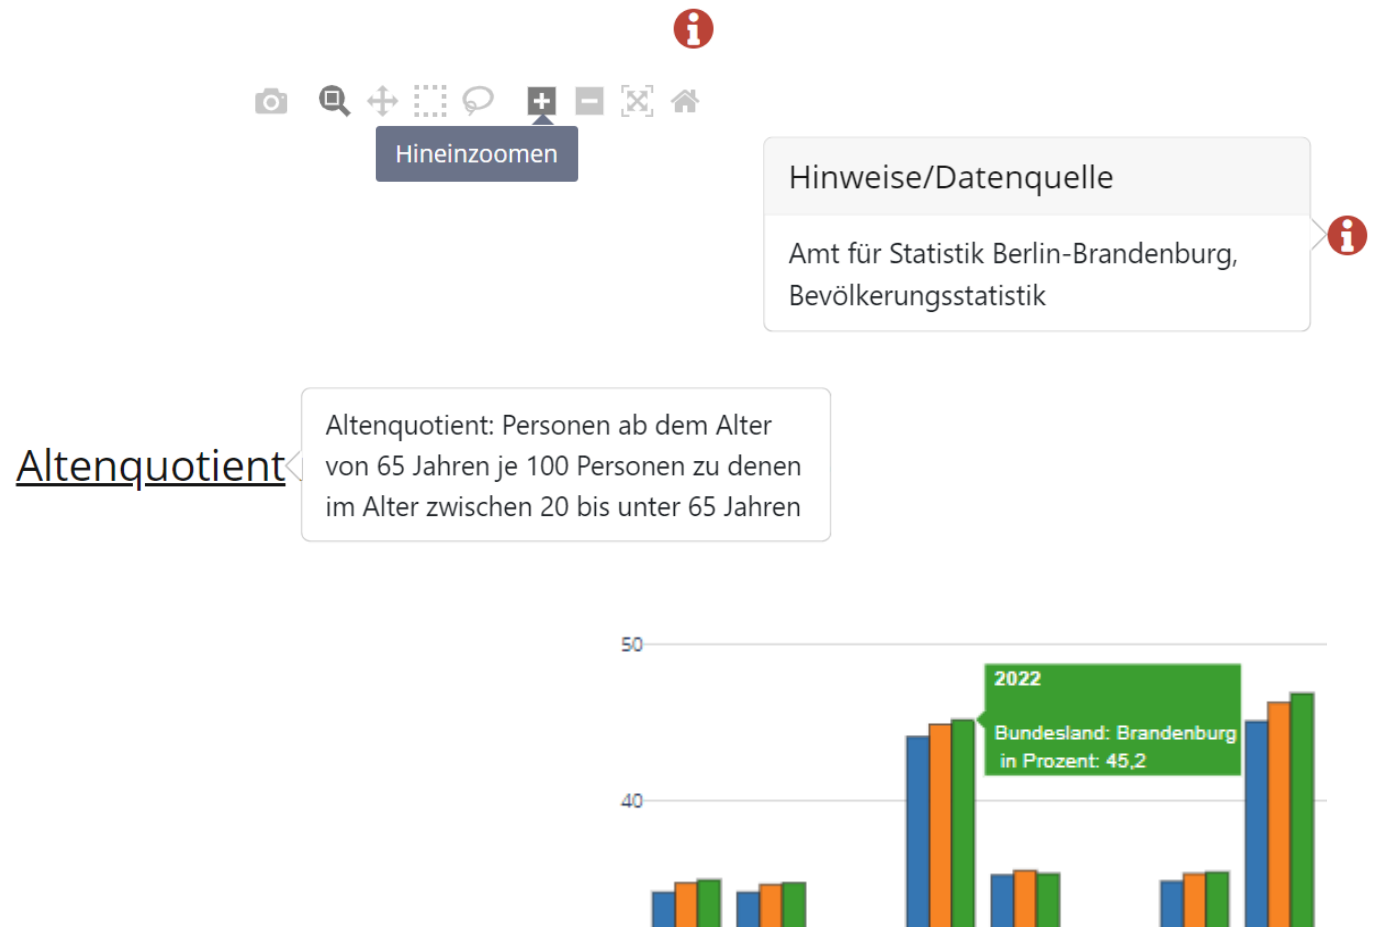 Hineinzoomen
Hinweise/Datenquelle
Amt für Statistik Berlin-Brandenburg,
Bevölkerungsstatistik
Altenquotient
Altenquotient: Personen ab dem Alter
von 65 Jahren je 100 Personen zu denen
im Alter zwischen 20 bis unter 65 Jahren
50
2022
Bundesland: Brandenburg
in Prozent: 45,2
40